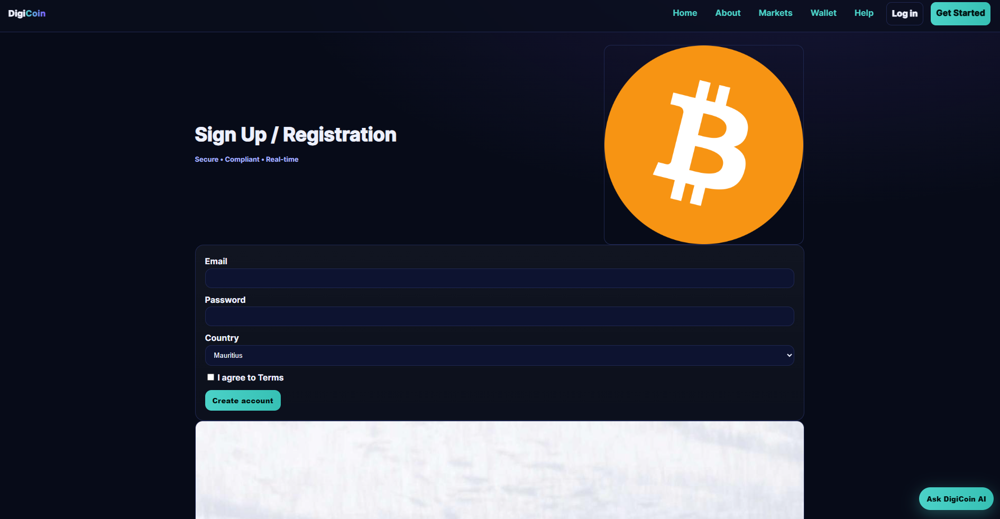 DigiCoin
Home About Markets Wallet Help Log in Get Started
Sign Up / Registration
Secure • Compliant • Real-time
Email
Password
Country
Mauritius
I agree to Terms
Create account
Ask DigiCoin AI